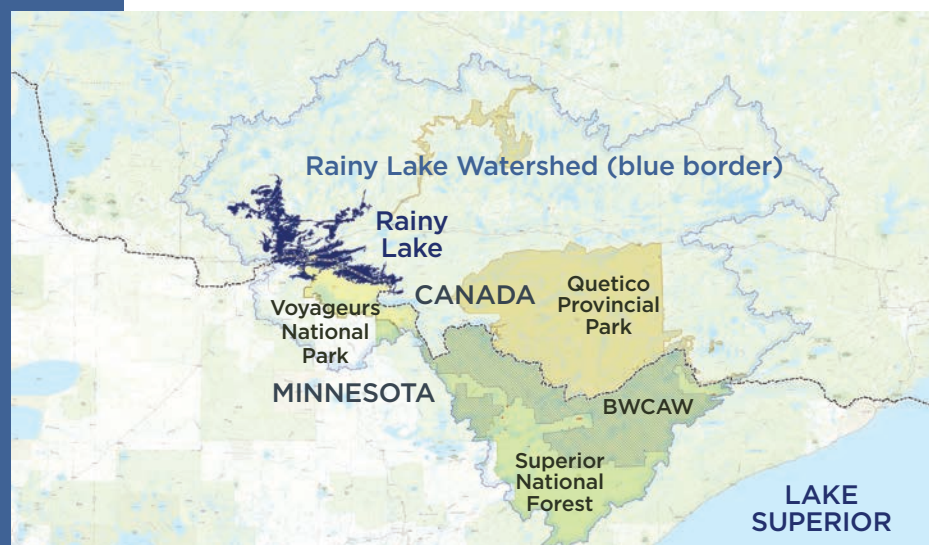 Rainy Lake Watershed (blue border)
Rainy
Lake
CANADA
Quetico
Provincial
Park
Voyageurs
National
Park
MINNESOTA
BWCAW
Superior
National
Forest
LAKE
SUPERIOR